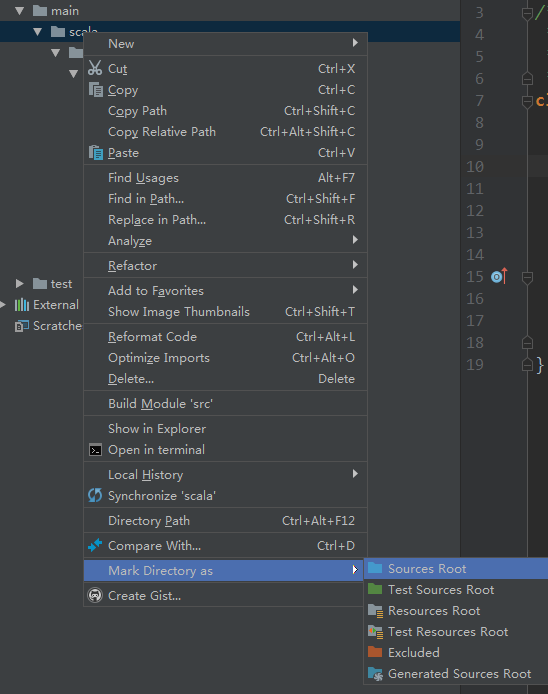 main
scala
New
Cut Ctrl+X
Copy Ctrl+C
Copy Path Ctrl+Shift+C
Copy Relative Path Ctrl+Alt+Shift+C
Paste Ctrl+V
Find Usages Alt+F7
Find in Path... Ctrl+Shift+F
Replace in Path... Ctrl+Shift+R
Analyze
Refactor
Add to Favorites
Show Image Thumbnails Ctrl+Shift+T
Reformat Code Ctrl+Alt+L
Optimize Imports Ctrl+Alt+O
Delete... Delete
Build Module 'src'
Show in Explorer
Open in terminal
Local History
Synchronize 'scala'
Directory Path Ctrl+Alt+F12
Compare With... Ctrl+D
Mark Directory as
Create Gist...
Sources Root
Test Sources Root
Resources Root
Test Resources Root
Excluded
Generated Sources Root
test
External
Scratche
3 /
4
6
7 c
8
10
11
12
13
14
15
16
17
18
19 }